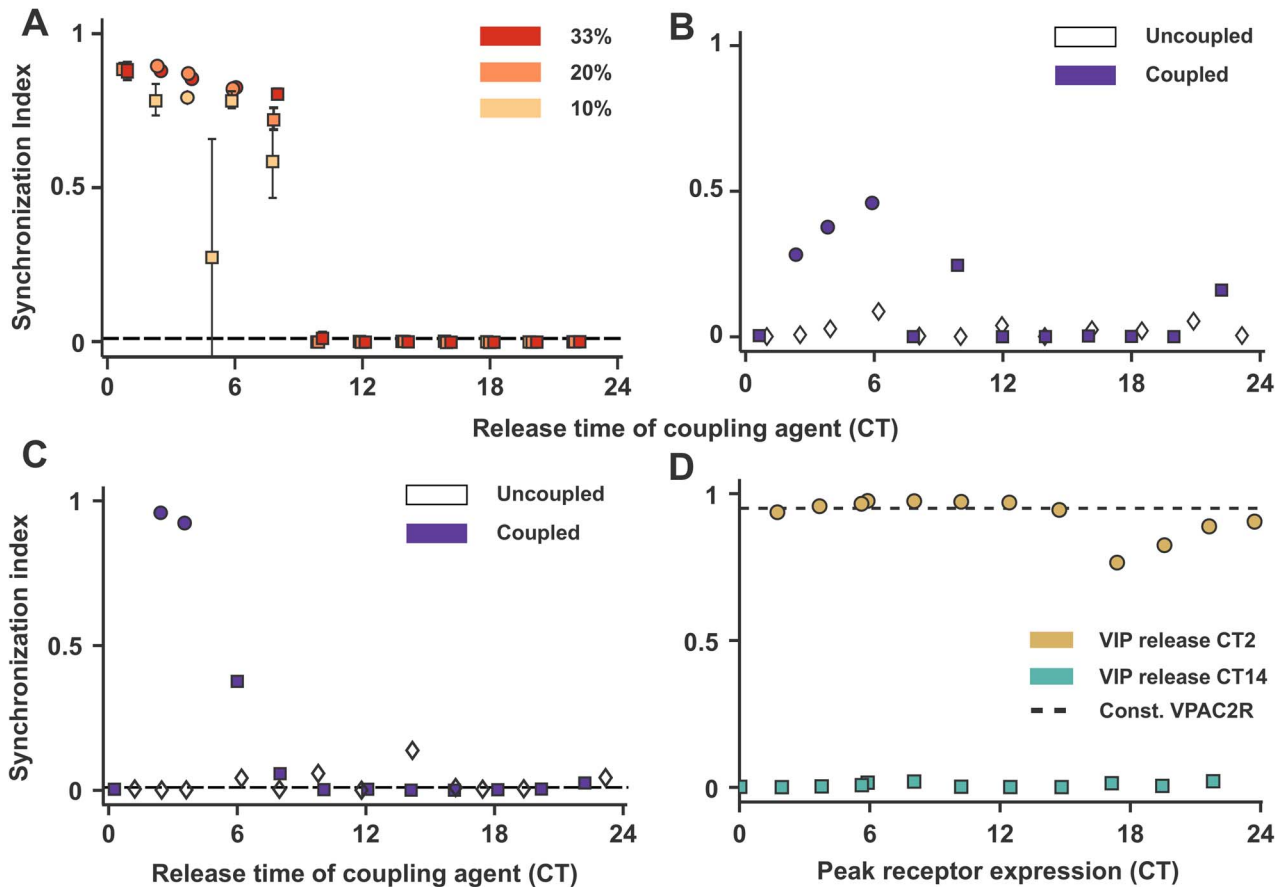 A
1
0.5
0
0
6
12
18
24
33%
20%
10%
Synchronization Index
B
1
0.5
0
0
6
12
18
24
Uncoupled
Coupled
Release time of coupling agent (CT)
C
1
0.5
0
0
6
12
18
24
Uncoupled
Coupled
Synchronization index
Release time of coupling agent (CT)
D
1
0.5
0
0
6
12
18
24
VIP release CT2
VIP release CT14
Const. VPAC2R
Peak receptor expression (CT)